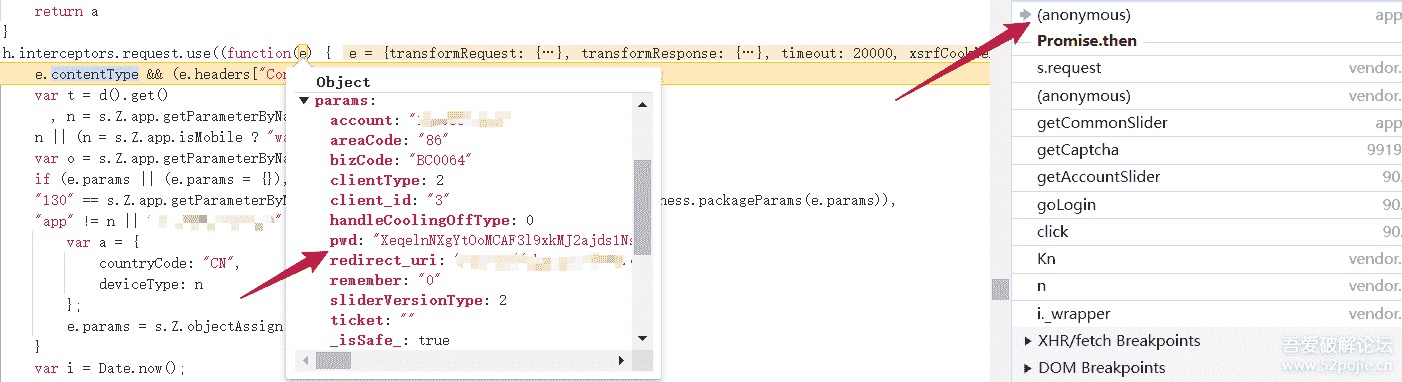 return a
}
h.interceptors.request.use((function(e) { e = {transformRequest: {…}, transformResponse: {…}, timeout: 20000, xsrfCookie
e.contentType && (e.headers["Con
var t = d().get()
, n = s.Z.app.getParameterByNa
n || (n = s.Z.app.isMobile ? "wa
var o = s.Z.app.getParameterByNa
if (e.params || (e.params = {}),
"130" == s.Z.app.getParameterByN ness.packageParams(e.params)),
"app" != n ||
var a = {
countryCode: "CN",
deviceType: n
};
e.params = s.Z.objectAssign
}
var i = Date.now();
Object
▼ params:
account:
areaCode: "86"
bizCode: "BC0064"
clientType: 2
client_id: "3"
handleCoolingOffType: 0
pwd: "XeqelnNXgYtOoMCAF3l9xkMJ2ajds1Ns
redirect_uri:
remember: "0"
sliderVersionType: 2
ticket: ""
_isSafe_: true
(anonymous) app
Promise.then
s.request vendor.
(anonymous) vendor.
getCommonSlider app
getCaptcha 9919
getAccountSlider 90.
goLogin 90.
click 90.
Kn vendor.
n vendor.
i._wrapper vendor.
▶ XHR/fetch Breakpoints
▶ DOM Breakpoints
吾爱破解论坛
www.52pojie.cn